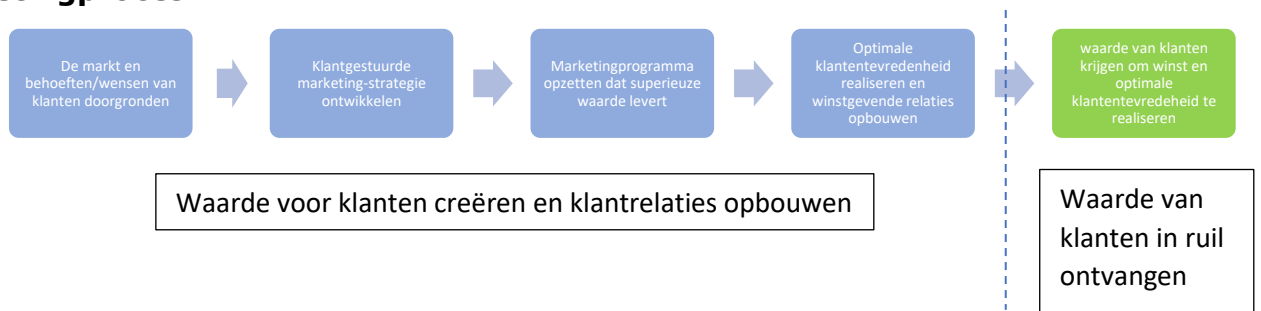 De markt en
behoeften/wensen van
klanten doorgronden
Klantgestuurde
marketing-strategie
ontwikkelen
Marketingprogramma
opzetten dat superieuze
waarde levert
Optimale
klantentevredenheid
realiseren en
winstgevende relaties
opbouwen
waarde van klanten
krijgen om winst en
optimale
klantentevredeheid te
realiseren
Waarde voor klanten creëren en klantrelaties opbouwen
Waarde van
klanten in ruil
ontvangen